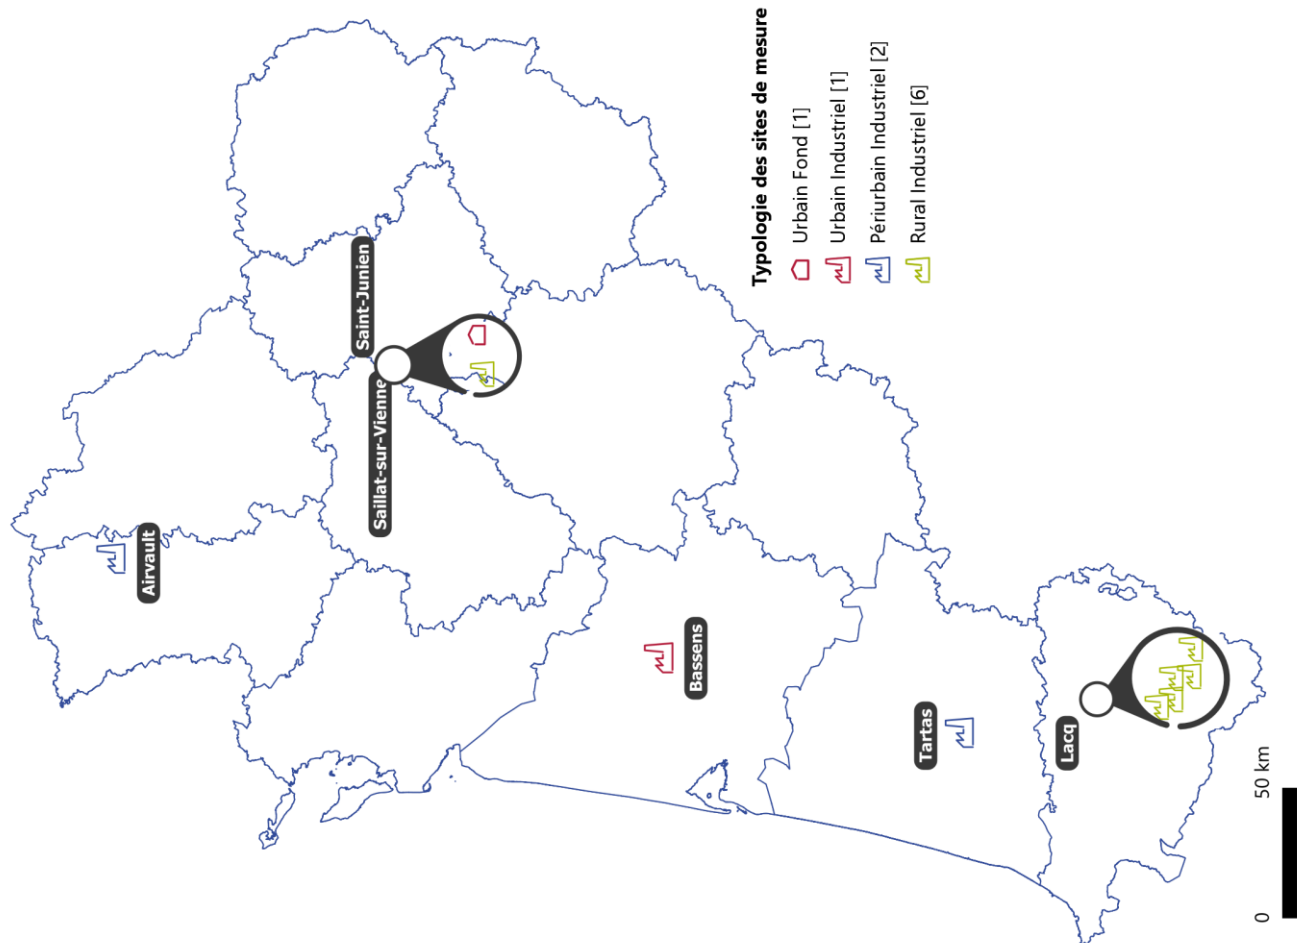 Airvault
Saint-Junien
Saillat-sur-Vienne
Bassens
Tartas
Lacq
Typologie des sites de mesure
Urbain Fond [1]
Urbain Industriel [1]
Périurbain Industriel [2]
Rural Industriel [6]
0 50 km